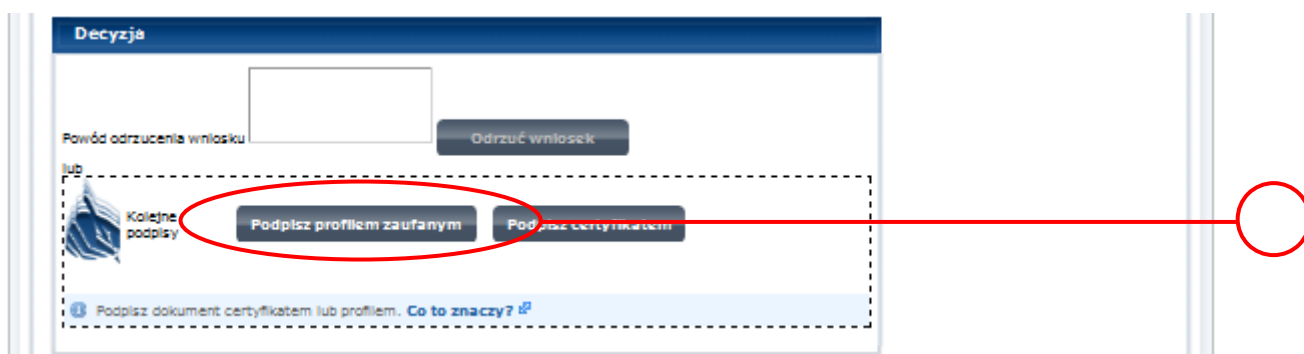 Decyzja
Powód odrzucenia wniosku
Odrzuć wniosek
lub
Kolejne
podpisy
Podpisz profilem zaufanym
Podpisz certyfikatem
Podpisz dokument certyfikatem lub profilem. Co to znaczy?